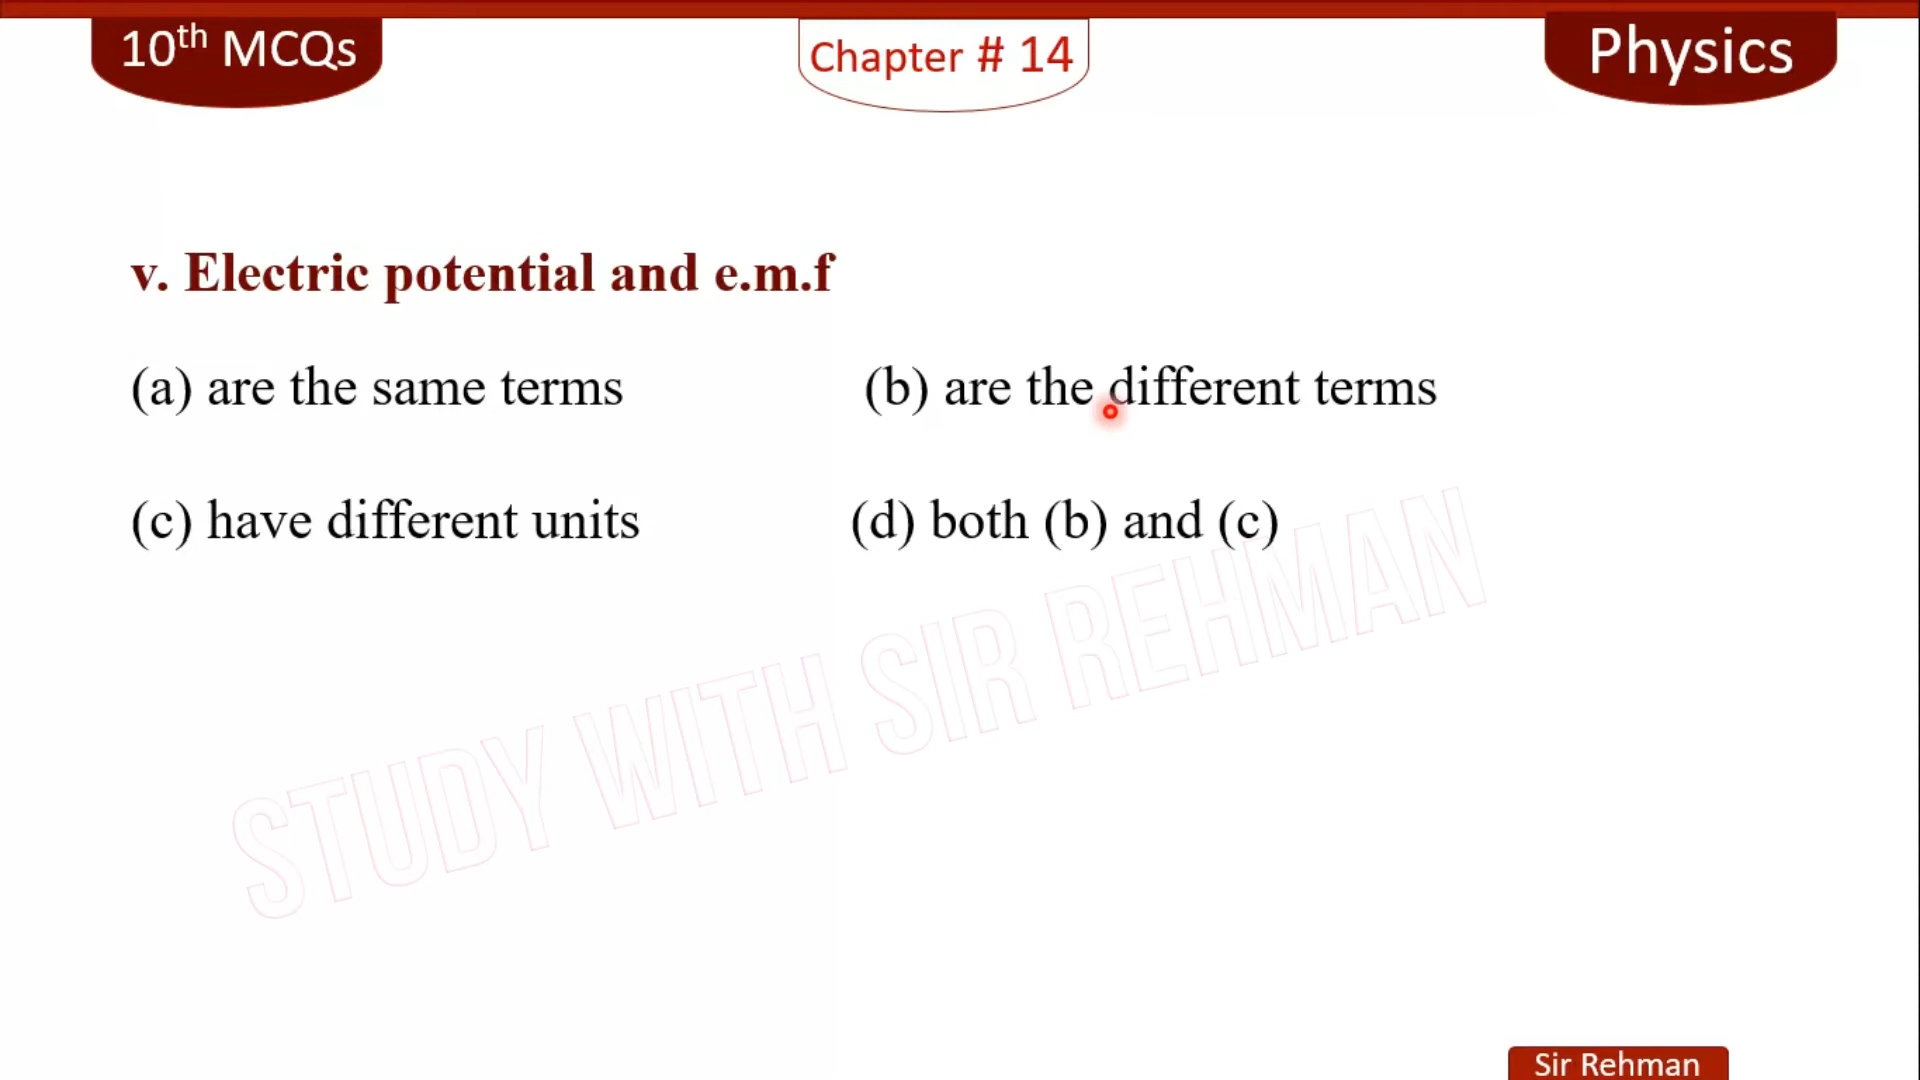 10th MCQs
Chapter # 14
Physics
v. Electric potential and e.m.f
(a) are the same terms
(b) are the different terms
(c) have different units
(d) both (b) and (c)
STUDY WITH SIR REHMAN
Sir Rehman